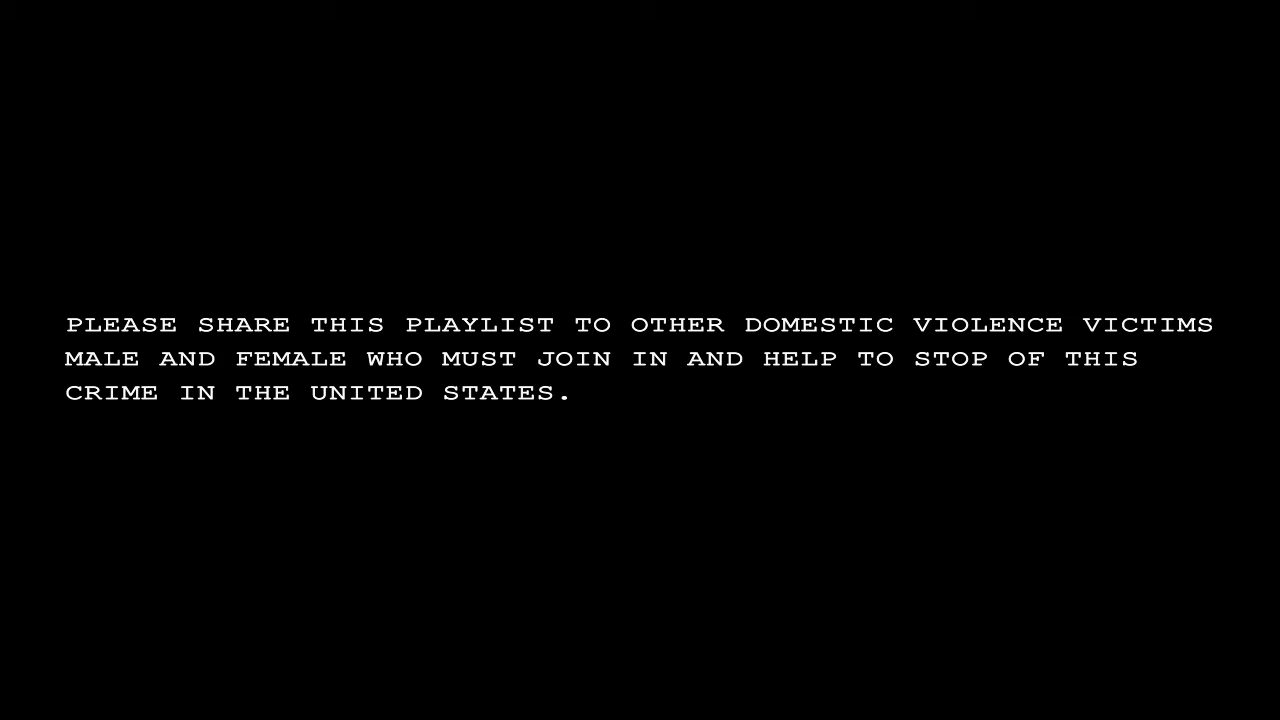 PLEASE SHARE THIS PLAYLIST TO OTHER DOMESTIC VIOLENCE VICTIMS
MALE AND FEMALE WHO MUST JOIN IN AND HELP TO STOP OF THIS
CRIME IN THE UNITED STATES.